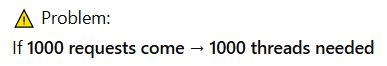 ⚠️ Problem:
If 1000 requests come → 1000 threads needed